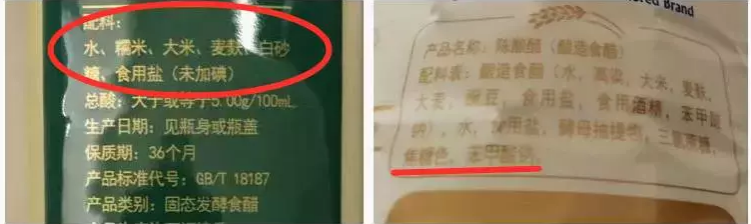 配料:
水、糯米、大米、麦麸、白砂
糖、食用盐(未加碘)
总酸:大于或等于5.00g/100mL
生产日期:见瓶身或瓶盖
保质期:36个月
产品标准代号:GB/T 18187
产品类别:固态发酵食醋
Brand
产品名称:陈酿醋(酿造食醋)
配料表:酿造食醋(水、高粱、大米、麦麸、
大麦、豌豆、食用盐、食用酒精、苯甲酸
钠)、水、食用盐、酵母抽提物、三氯蔗糖、
焦糖色、苯甲酸钠